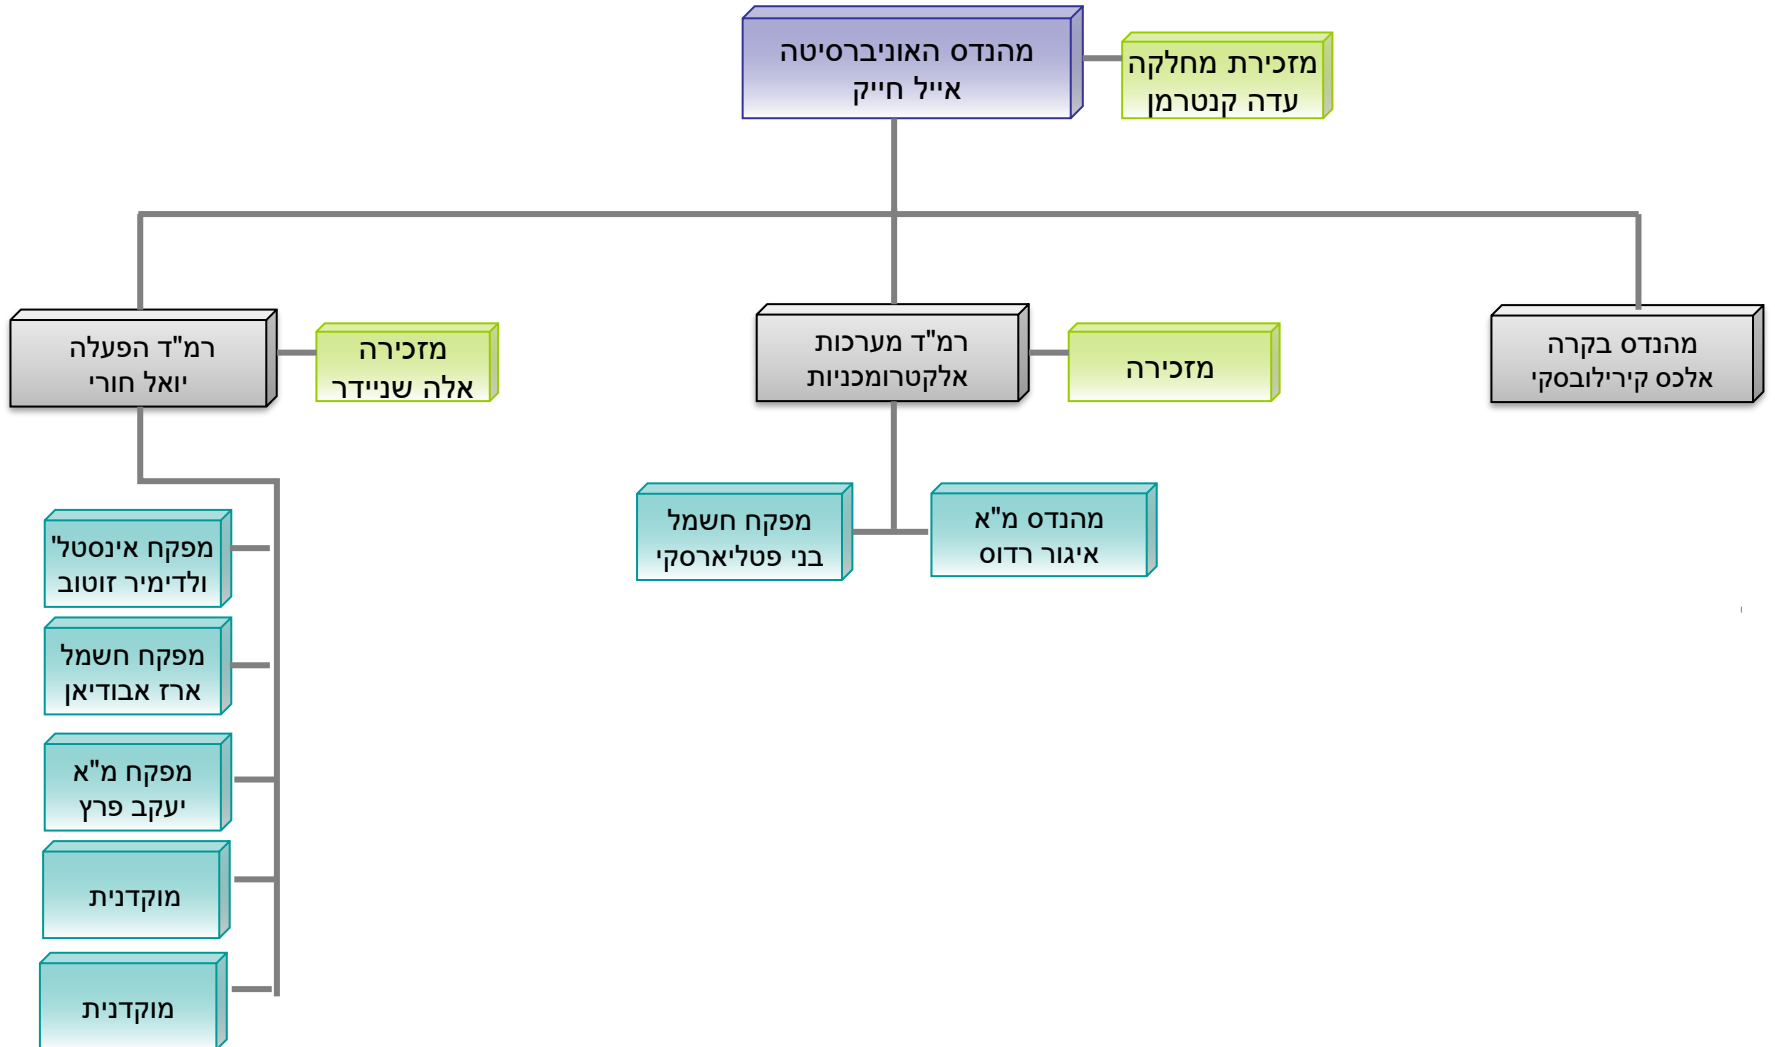 מהנדס האוניברסיטה
אייל חייק
מזכירת מחלקה
עדה קנטרמן
מהנדס בקרה
אלכס קירילובסקי
רמ"ד מערכות
אלקטרומכניות
מזכירה
רמ"ד הפעלה
יואל חורי
מזכירה
אלה שניידר
מהנדס מ"א
איגור רדוס
מפקח חשמל
בני פטליארסקי
מפקח אינסטל'
ולדימיר זוטוב
מפקח חשמל
ארז אבודיאן
מפקח מ"א
יעקב פרץ
מוקדנית
מוקדנית